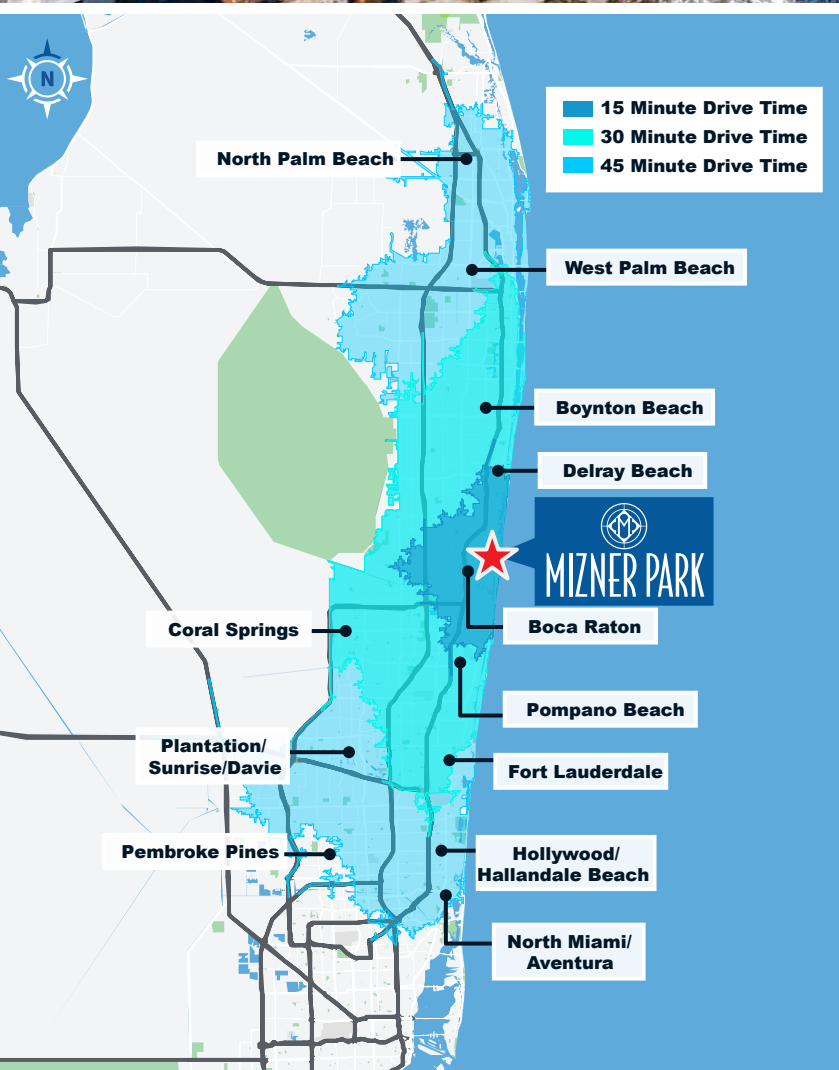 N
15 Minute Drive Time
30 Minute Drive Time
45 Minute Drive Time
North Palm Beach
West Palm Beach
Boynton Beach
Delray Beach
M
MIZNER PARK
Boca Raton
Coral Springs
Pompano Beach
Plantation/
Sunrise/Davie
Fort Lauderdale
Pembroke Pines
Hollywood/
Hallandale Beach
North Miami/
Aventura